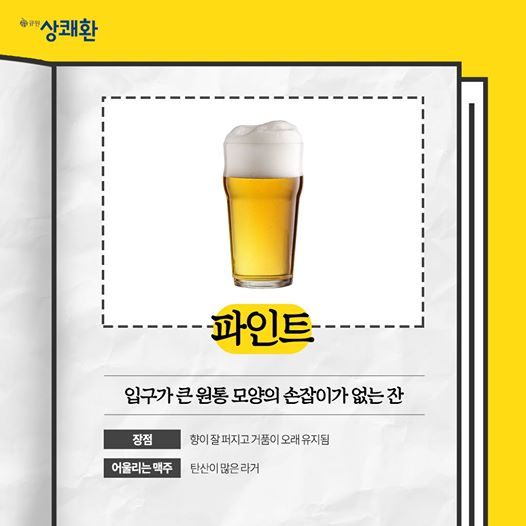 큐원 상쾌환
파인트
입구가 큰 원통 모양의 손잡이가 없는 잔
장점 향이 잘 퍼지고 거품이 오래 유지됨
어울리는 맥주 탄산이 많은 라거